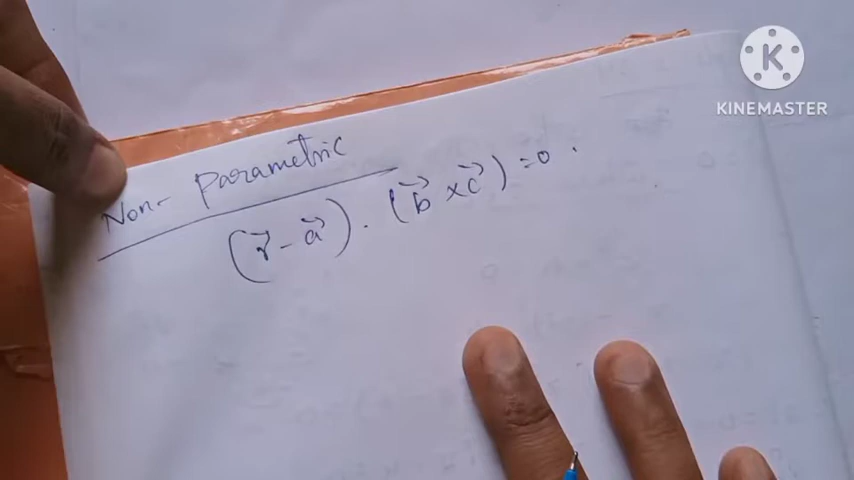 KINEMASTER
Non-Parametric
(r⃗ - a⃗) . (b⃗ × c⃗) = 0 .